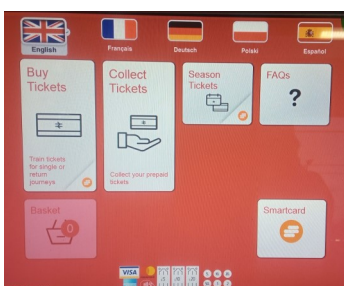 English
Français
Deutsch
Polski
Español
Buy
Tickets
Train tickets
for single or
return
journeys
Collect
Tickets
Collect your prepaid
tickets
Season
Tickets
FAQs
?
Basket
0
Smartcard
VISA